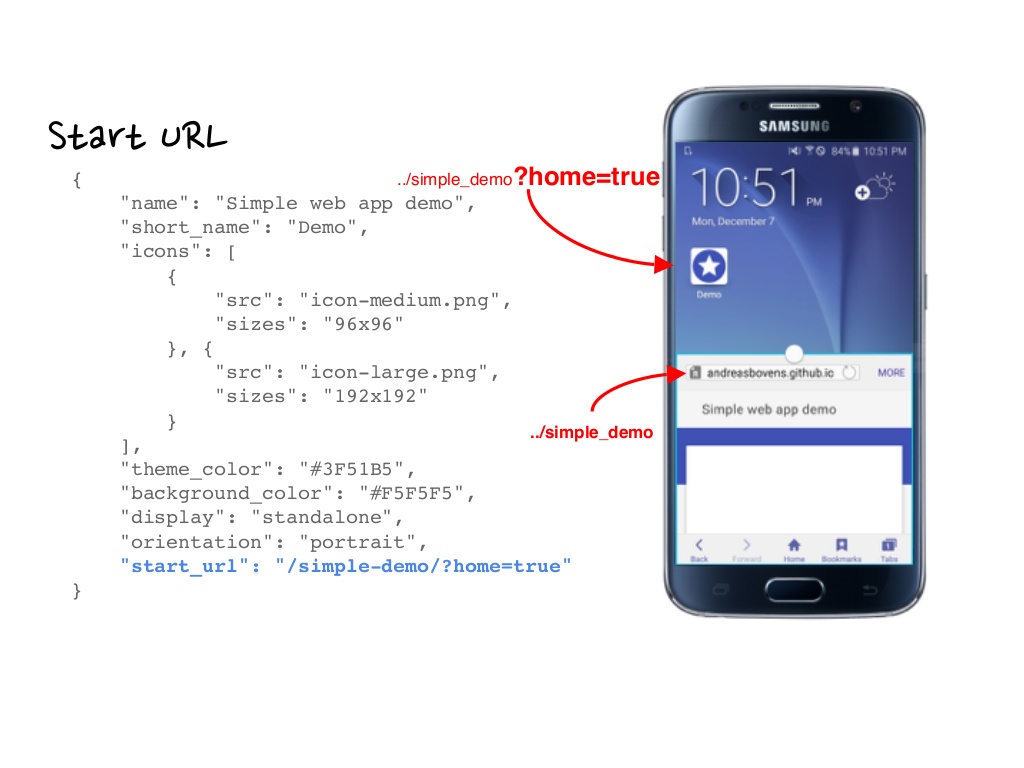 Start URL
{
"name": "Simple web app demo",
"short_name": "Demo",
"icons": [
{
"src": "icon-medium.png",
"sizes": "96x96"
}, {
"src": "icon-large.png",
"sizes": "192x192"
}
],
"theme_color": "#3F51B5",
"background_color": "#F5F5F5",
"display": "standalone",
"orientation": "portrait",
"start_url": "/simple-demo/?home=true"
}
../simple_demo?home=true
../simple_demo
SAMSUNG
84% 10:51 PM
10:51 PM
Mon, December 7
Demo
andreasbovens.github.io MORE
Simple web app demo
Back Forward Home Bookmarks Tabs